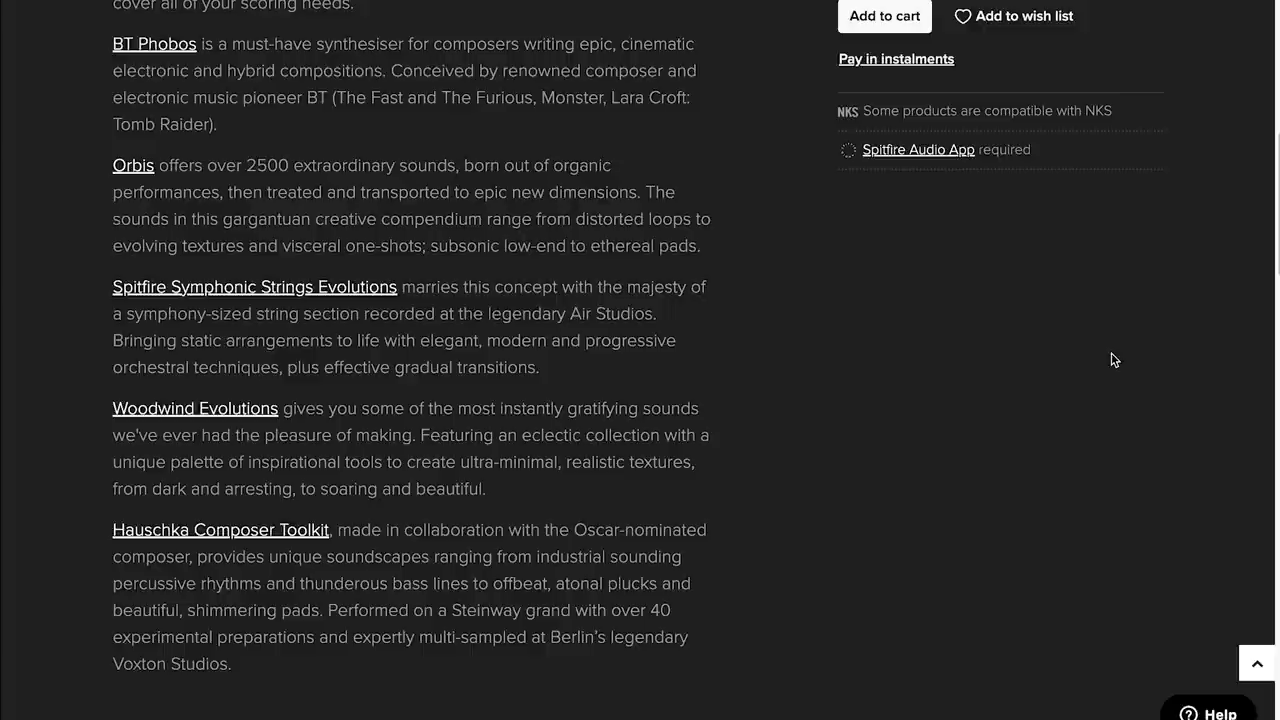 cover all of your scoring needs.
BT Phobos is a must-have synthesiser for composers writing epic, cinematic
electronic and hybrid compositions. Conceived by renowned composer and
electronic music pioneer BT (The Fast and The Furious, Monster, Lara Croft:
Tomb Raider).
Orbis offers over 2500 extraordinary sounds, born out of organic
performances, then treated and transported to epic new dimensions. The
sounds in this gargantuan creative compendium range from distorted loops to
evolving textures and visceral one-shots; subsonic low-end to ethereal pads.
Spitfire Symphonic Strings Evolutions marries this concept with the majesty of
a symphony-sized string section recorded at the legendary Air Studios.
Bringing static arrangements to life with elegant, modern and progressive
orchestral techniques, plus effective gradual transitions.
Woodwind Evolutions gives you some of the most instantly gratifying sounds
we've ever had the pleasure of making. Featuring an eclectic collection with a
unique palette of inspirational tools to create ultra-minimal, realistic textures,
from dark and arresting, to soaring and beautiful.
Hauschka Composer Toolkit, made in collaboration with the Oscar-nominated
composer, provides unique soundscapes ranging from industrial sounding
percussive rhythms and thunderous bass lines to offbeat, atonal plucks and
beautiful, shimmering pads. Performed on a Steinway grand with over 40
experimental preparations and expertly multi-sampled at Berlin's legendary
Voxton Studios.
Add to cart
Add to wish list
Pay in instalments
NKS Some products are compatible with NKS
Spitfire Audio App required
Help